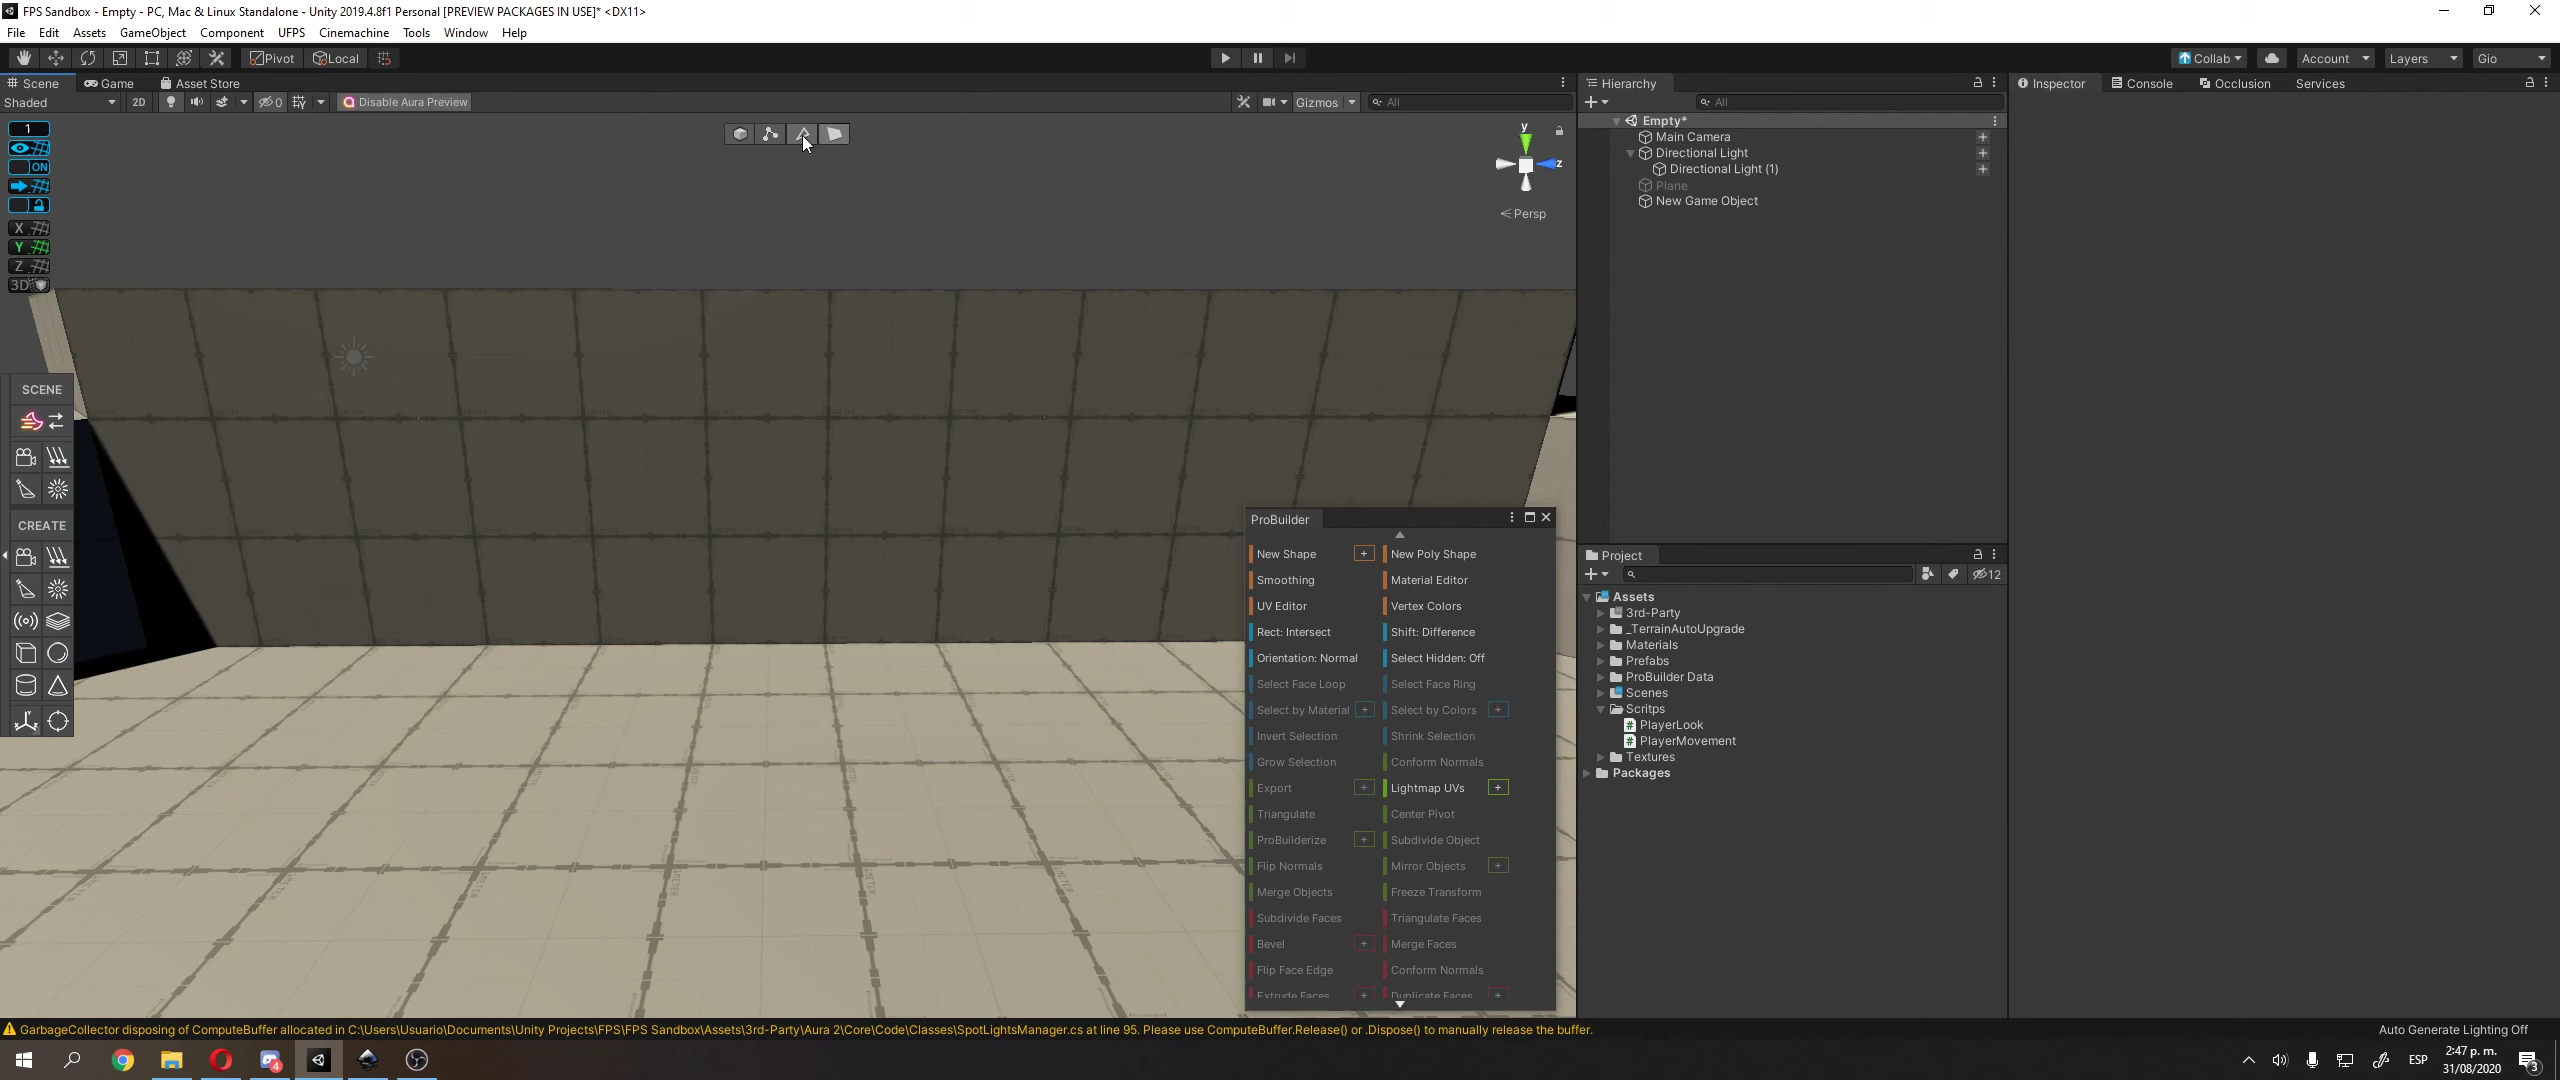 FPS Sandbox - Empty - PC, Mac & Linux Standalone - Unity 2019.4.8f1 Personal [PREVIEW PACKAGES IN USE]* <DX11>
File Edit Assets GameObject Component UFPS Cinemachine Tools Window Help
Pivot Local Collab Account Layers Gio
Scene Game Asset Store
Shaded 2D 0 Disable Aura Preview Gizmos All
1
ON
X
Y
Z
3D
y
z
Persp
SCENE
CREATE
ProBuilder
New Shape + New Poly Shape
Smoothing Material Editor
UV Editor Vertex Colors
Rect: Intersect Shift: Difference
Orientation: Normal Select Hidden: Off
Select Face Loop Select Face Ring
Select by Material + Select by Colors +
Invert Selection Shrink Selection
Grow Selection Conform Normals
Export + Lightmap UVs +
Triangulate Center Pivot
ProBuilderize + Subdivide Object
Flip Normals Mirror Objects +
Merge Objects Freeze Transform
Subdivide Faces Triangulate Faces
Bevel + Merge Faces
Flip Face Edge Conform Normals
Extrude Faces + Duplicate Faces +
Hierarchy
+ All
Empty*
Main Camera +
Directional Light +
Directional Light (1) +
Plane
New Game Object
Project
+ 12
Assets
3rd-Party
_TerrainAutoUpgrade
Materials
Prefabs
ProBuilder Data
Scenes
Scritps
PlayerLook
PlayerMovement
Textures
Packages
Inspector Console Occlusion Services
GarbageCollector disposing of ComputeBuffer allocated in C:\Users\Usuario\Documents\Unity Projects\FPS\FPS Sandbox\Assets\3rd-Party\Aura 2\Core\Code\Classes\SpotLightsManager.cs at line 95. Please use ComputeBuffer.Release() or .Dispose() to manually release the buffer.
Auto Generate Lighting Off
4
ESP
2:47 p. m.
31/08/2020
3